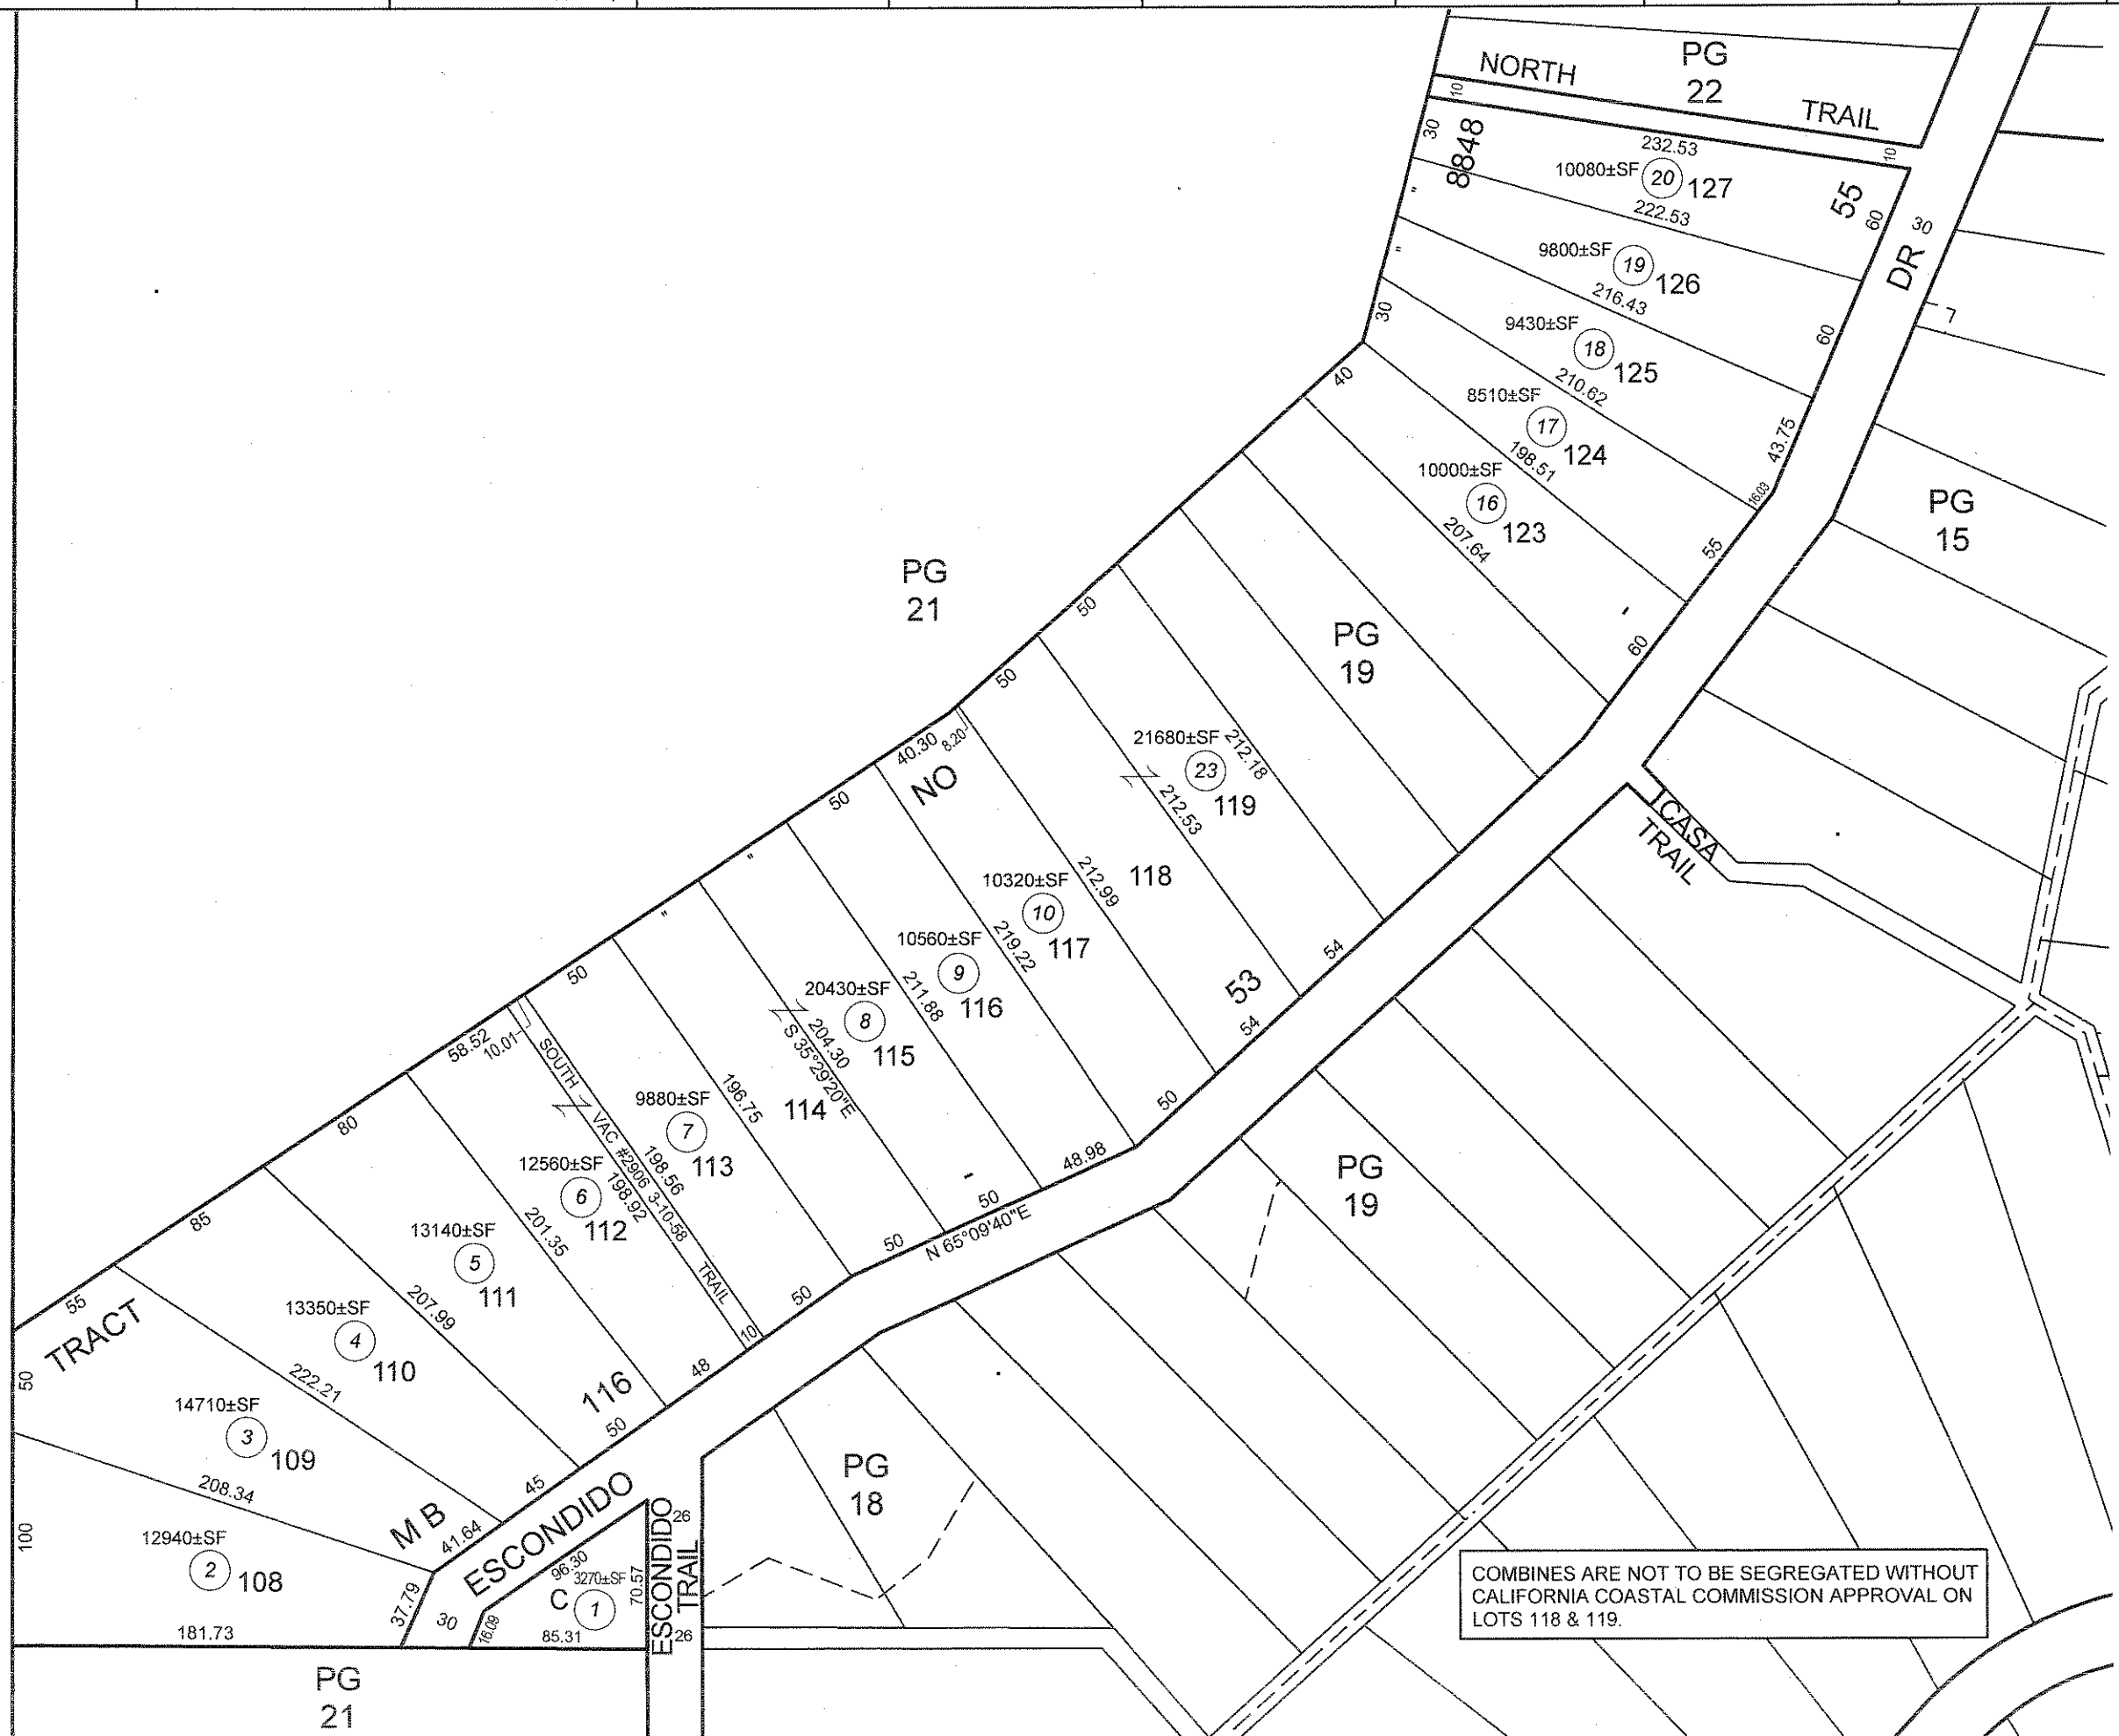 PG
22
NORTH
TRAIL
10
30
8848
232.53
10
10080±SF
20
127
55
60
30
222.53
"
9800±SF
19
126
DR
"
216.43
30
9430±SF
18
125
60
7
210.62
40
8510±SF
17
124
43.75
198.51
16.03
10000±SF
16
123
207.64
55
PG
15
PG
21
50
PG
19
60
50
40.30
8.20
NO
21680±SF
23
119
212.18
212.53
50
CASA
TRAIL
"
118
212.99
10320±SF
10
117
219.22
"
10560±SF
9
116
211.88
54
53
54
50
20430±SF
8
115
204.30
S 35°29'20"E
58.52
10.01
SOUTH
VAC #2906 3-10-58
TRAIL
196.75
114
9880±SF
7
113
198.56
50
48.98
80
12560±SF
6
112
198.92
50
N 65°09'40"E
50
PG
19
85
13140±SF
5
111
201.35
50
10
55
TRACT
13350±SF
4
110
207.99
48
116
50
50
222.21
14710±SF
3
109
45
PG
18
208.34
M B
41.64
ESCONDIDO
ESCONDIDO
TRAIL
26
100
12940±SF
2
108
37.79
30
96.30
3270±SF
C
1
70.57
16.09
85.31
26
181.73
COMBINES ARE NOT TO BE SEGREGATED WITHOUT
CALIFORNIA COASTAL COMMISSION APPROVAL ON
LOTS 118 & 119.
PG
21